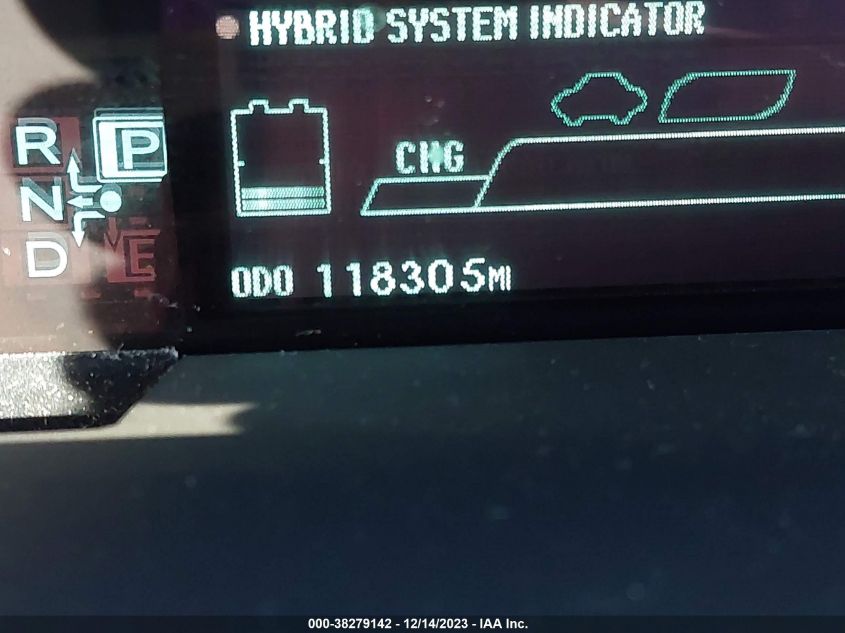 HYBRID SYSTEM INDICATOR
R P
N
D E
CHG
ODO 118305MI
000-38279142 - 12/14/2023 - IAA Inc.